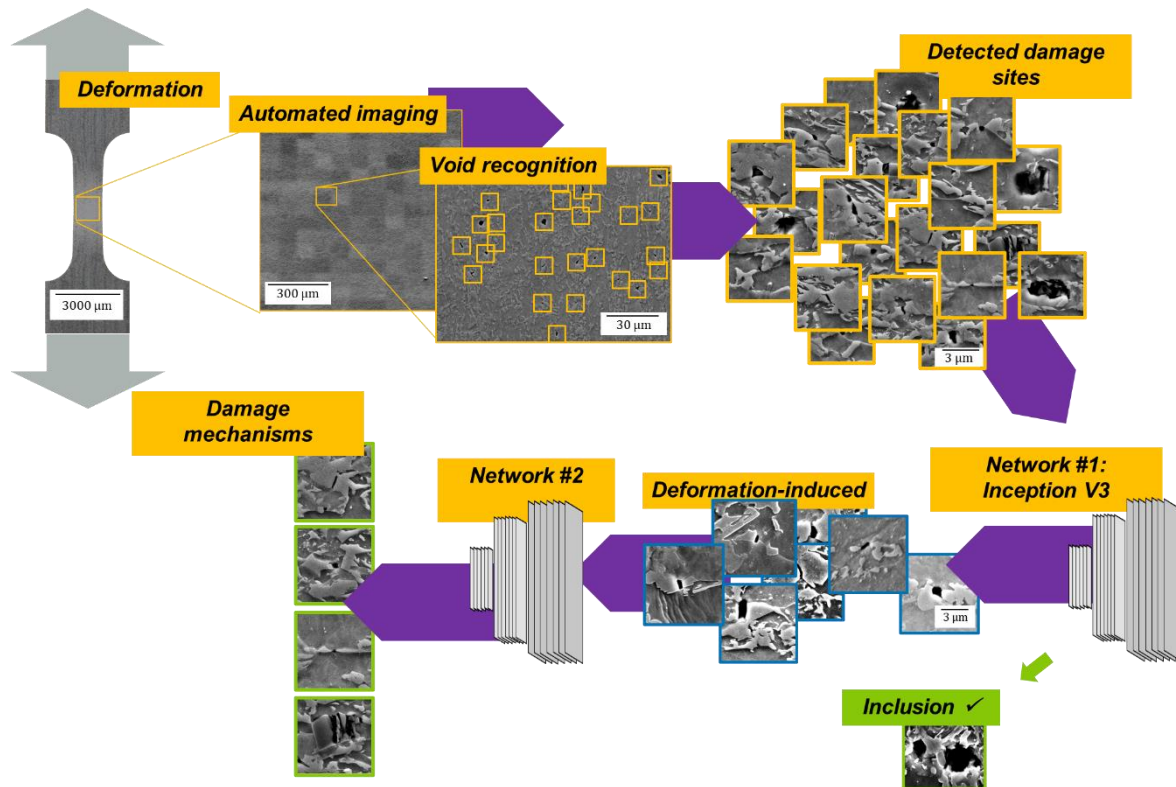 Deformation
Automated imaging
Void recognition
Detected damage
sites
3000 μm
300 μm
30 μm
3 μm
Damage
mechanisms
Network #2
Deformation-induced
Network #1:
Inception V3
3 μm
Inclusion ✓